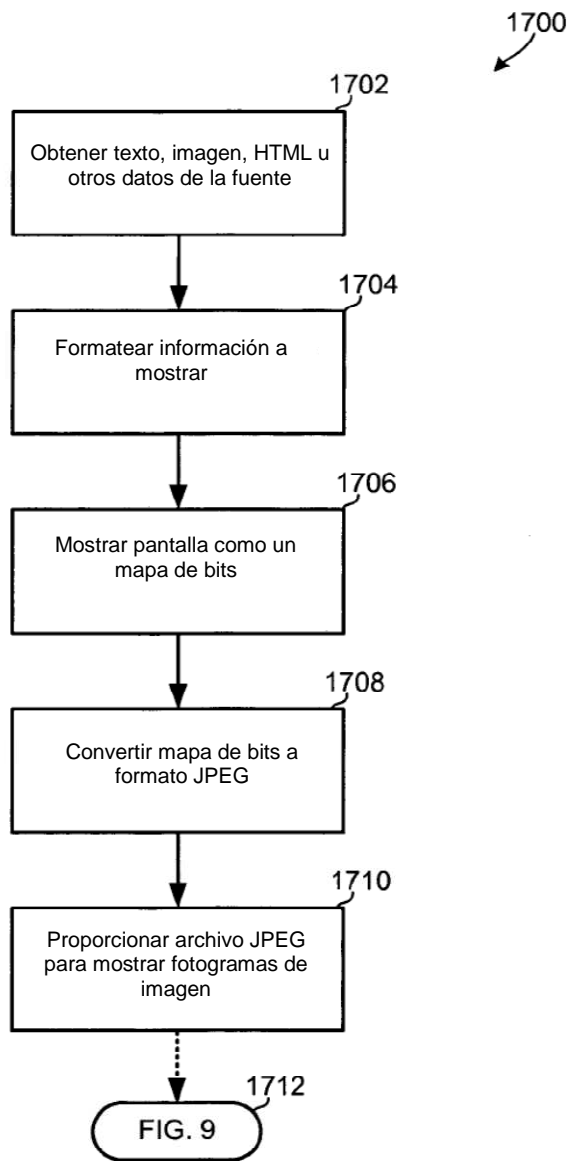 1700
1702
Obtener texto, imagen, HTML u
otros datos de la fuente
1704
Formatear información a
mostrar
1706
Mostrar pantalla como un
mapa de bits
1708
Convertir mapa de bits a
formato JPEG
1710
Proporcionar archivo JPEG
para mostrar fotogramas de
imagen
1712
FIG. 9